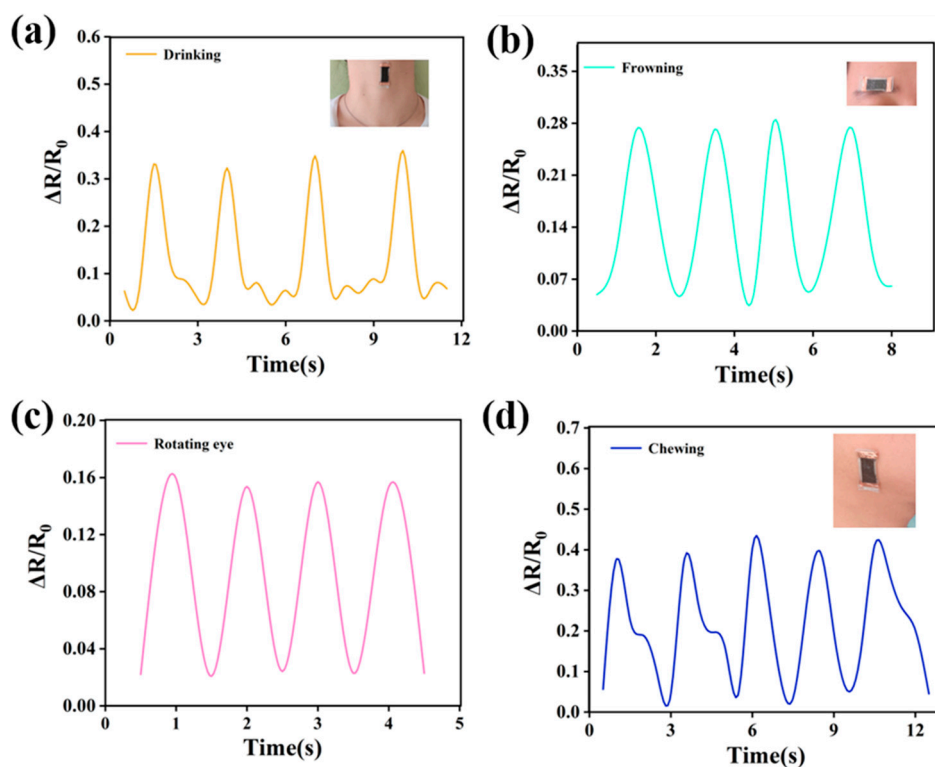 (a)
0.6
0.5
0.4
0.3
0.2
0.1
0.0
ΔR/R₀
Drinking
0 3 6 9 12
Time(s)
(b)
0.35
0.28
0.21
0.14
0.07
0.00
ΔR/R₀
Frowning
0 2 4 6 8
Time(s)
(c)
0.20
0.16
0.12
0.08
0.04
0.00
ΔR/R₀
Rotating eye
0 1 2 3 4 5
Time(s)
(d)
0.7
0.6
0.5
0.4
0.3
0.2
0.1
0.0
ΔR/R₀
Chewing
0 3 6 9 12
Time(s)